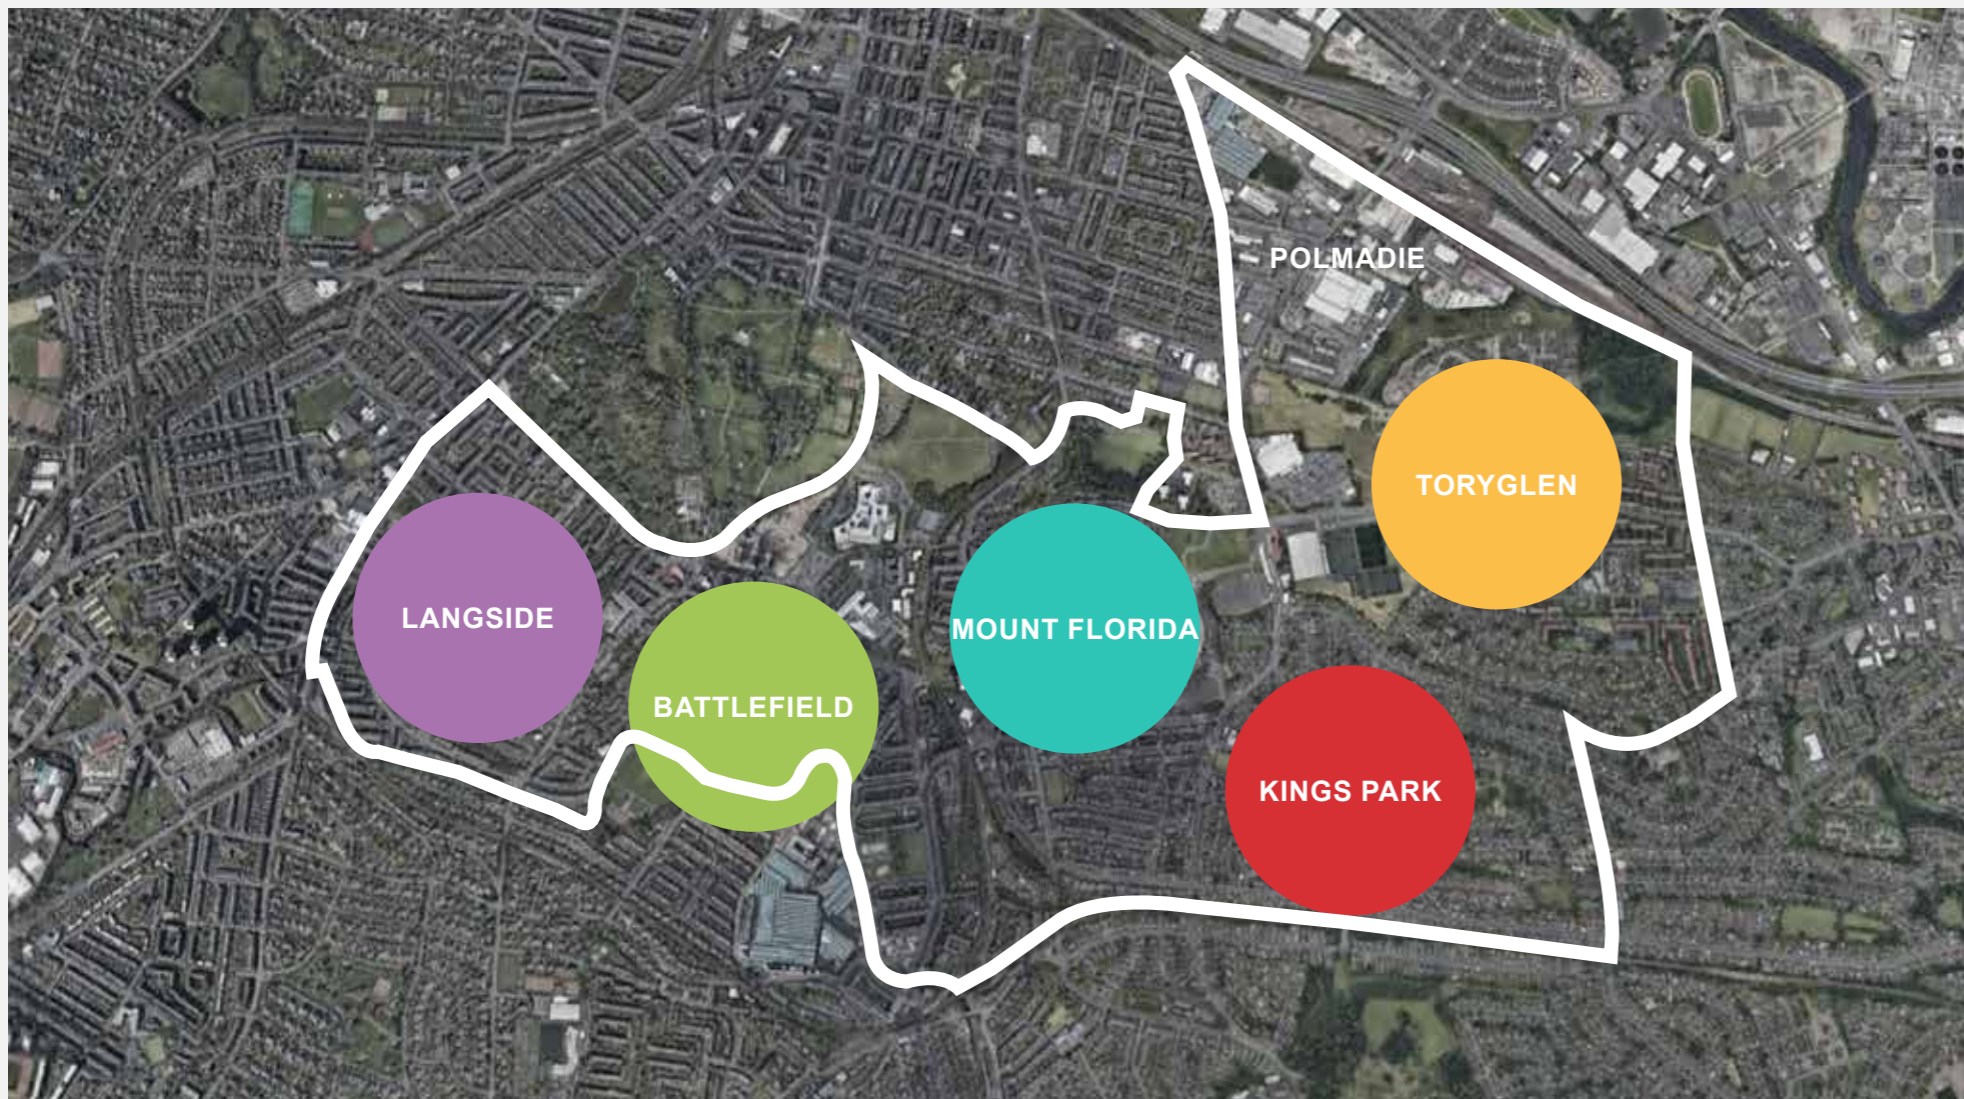 POLMADIE
TORYGLEN
LANGSIDE
MOUNT FLORIDA
BATTLEFIELD
KINGS PARK